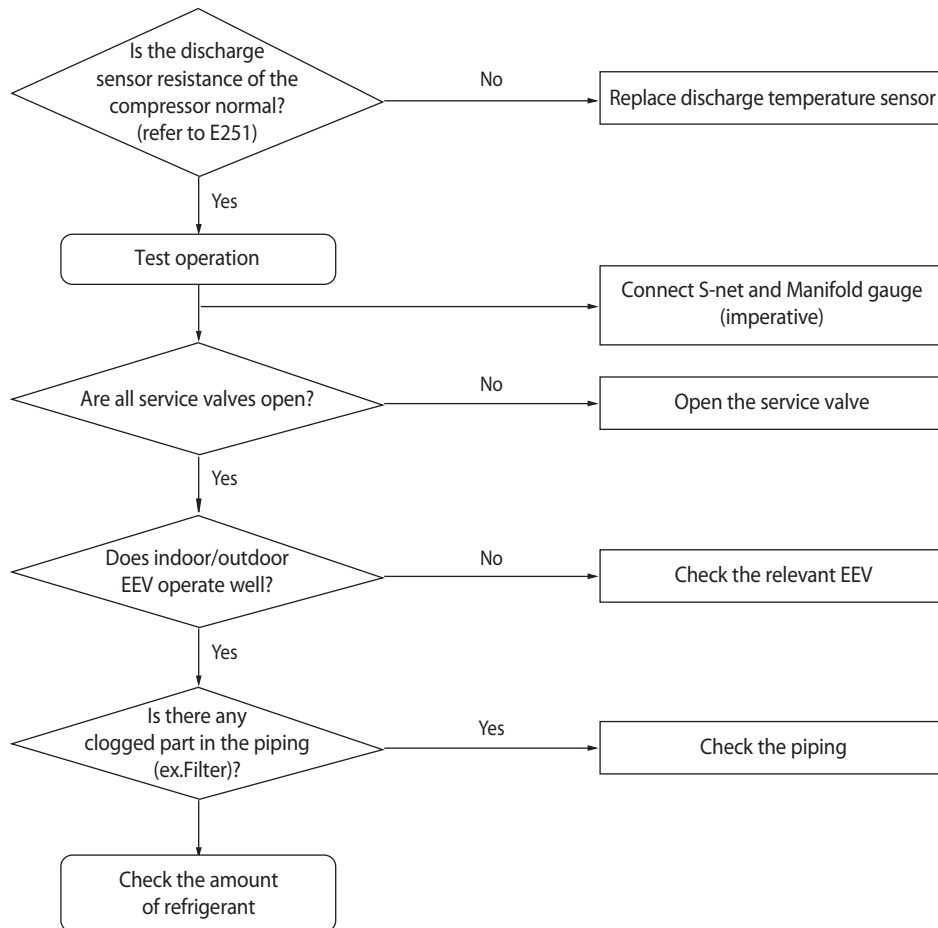 Is the discharge
sensor resistance of the
compressor normal?
(refer to E251)
No
Replace discharge temperature sensor
Yes
Test operation
Connect S-net and Manifold gauge
(imperative)
Are all service valves open?
No
Open the service valve
Yes
Does indoor/outdoor
EEV operate well?
No
Check the relevant EEV
Yes
Is there any
clogged part in the piping
(ex.Filter)?
Yes
Check the piping
Check the amount
of refrigerant